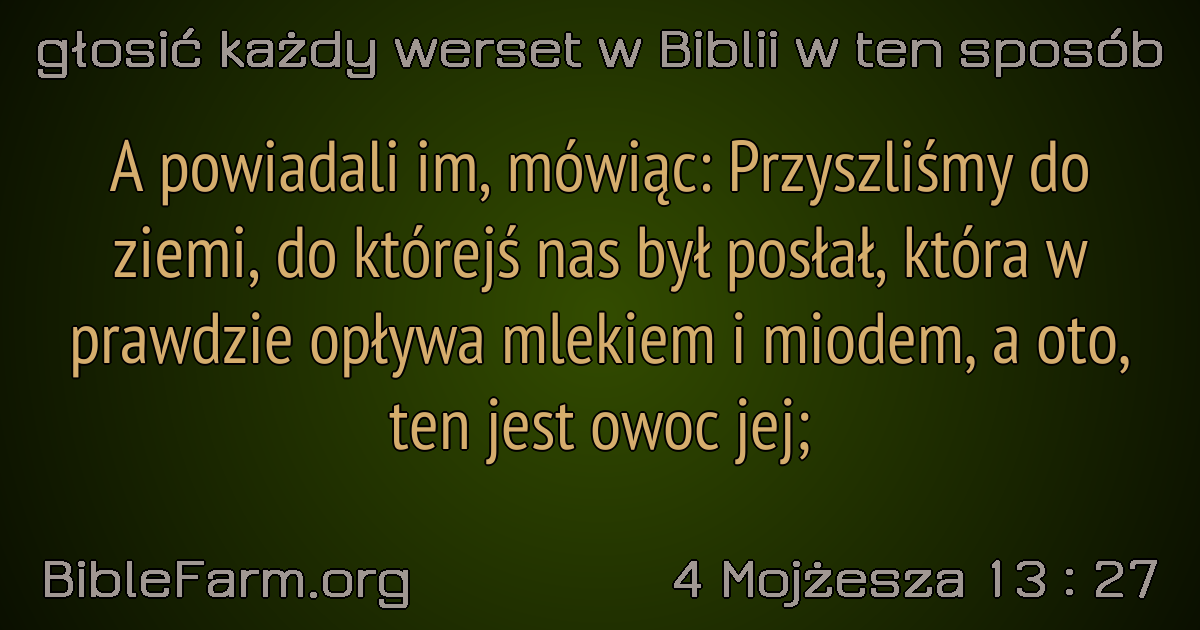 głosić każdy werset w Biblii w ten sposób
A powiadali im, mówiąc: Przyszliśmy do
ziemi, do którejś nas był posłał, która w
prawdzie opływa mlekiem i miodem, a oto,
ten jest owoc jej;
BibleFarm.org
4 Mojżesza 13 : 27